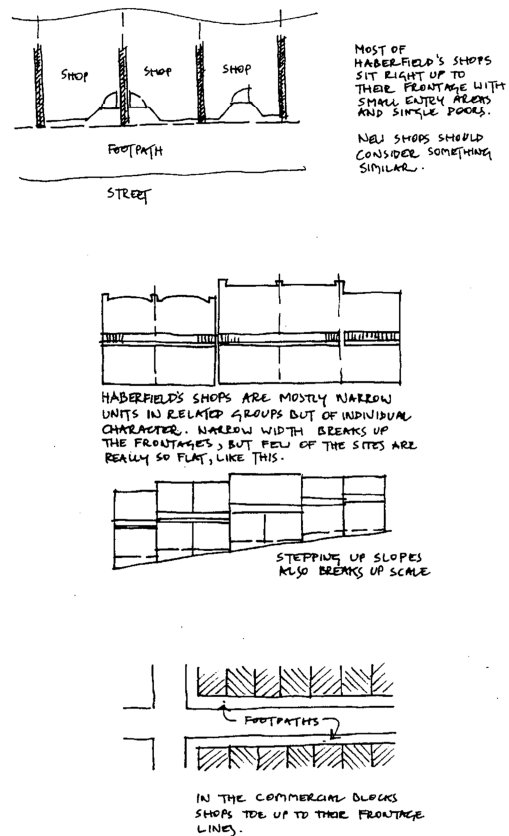 SHOP
SHOP
SHOP
FOOTPATH
STREET
MOST OF
HABERFIELD'S SHOPS
SIT RIGHT UP TO
THEIR FRONTAGE WITH
SMALL ENTRY AREAS
AND SINGLE DOORS.
NEW SHOPS SHOULD
CONSIDER SOMETHING
SIMILAR.
HABERFIELD'S SHOPS ARE MOSTLY NARROW
UNITS IN RELATED GROUPS BUT OF INDIVIDUAL
CHARACTER. NARROW WIDTH BREAKS UP
THE FRONTAGES, BUT FEW OF THE SITES ARE
REALLY SO FLAT, LIKE THIS.
STEPPING UP SLOPES
ALSO BREAKS UP SCALE
FOOTPATHS
IN THE COMMERCIAL BLOCKS
SHOPS TOE UP TO THEIR FRONTAGE
LINES.